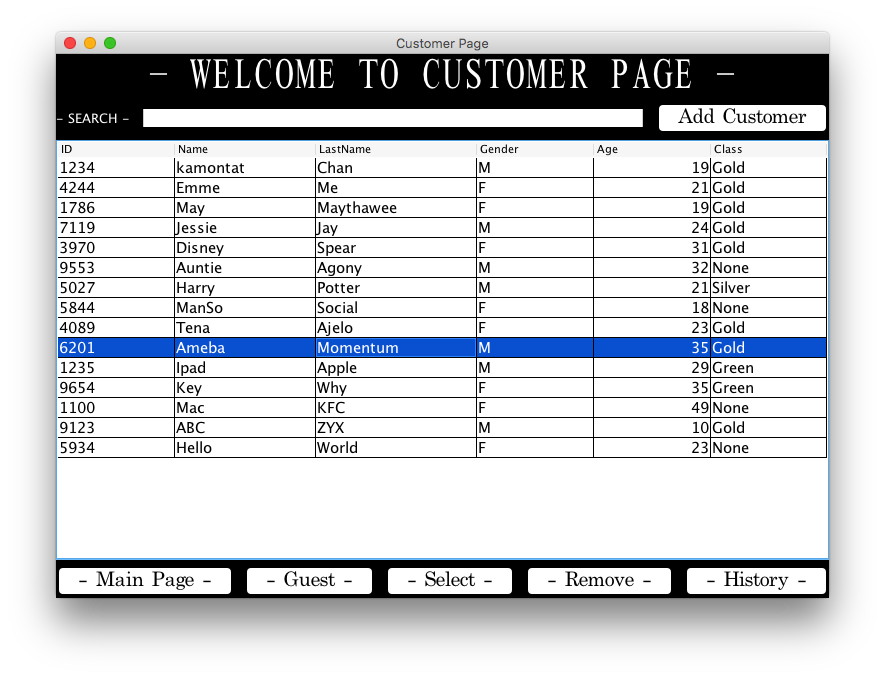 Customer Page
— WELCOME TO CUSTOMER PAGE —
– SEARCH – Add Customer
ID Name LastName Gender Age Class
1234 kamontat Chan M 19 Gold
4244 Emme Me F 21 Gold
1786 May Maythawee F 19 Gold
7119 Jessie Jay M 24 Gold
3970 Disney Spear F 31 Gold
9553 Auntie Agony M 32 None
5027 Harry Potter M 21 Silver
5844 ManSo Social F 18 None
4089 Tena Ajelo F 23 Gold
6201 Ameba Momentum M 35 Gold
1235 Ipad Apple M 29 Green
9654 Key Why F 35 Green
1100 Mac KFC F 49 None
9123 ABC ZYX M 10 Gold
5934 Hello World F 23 None
– Main Page – – Guest – – Select – – Remove – – History –